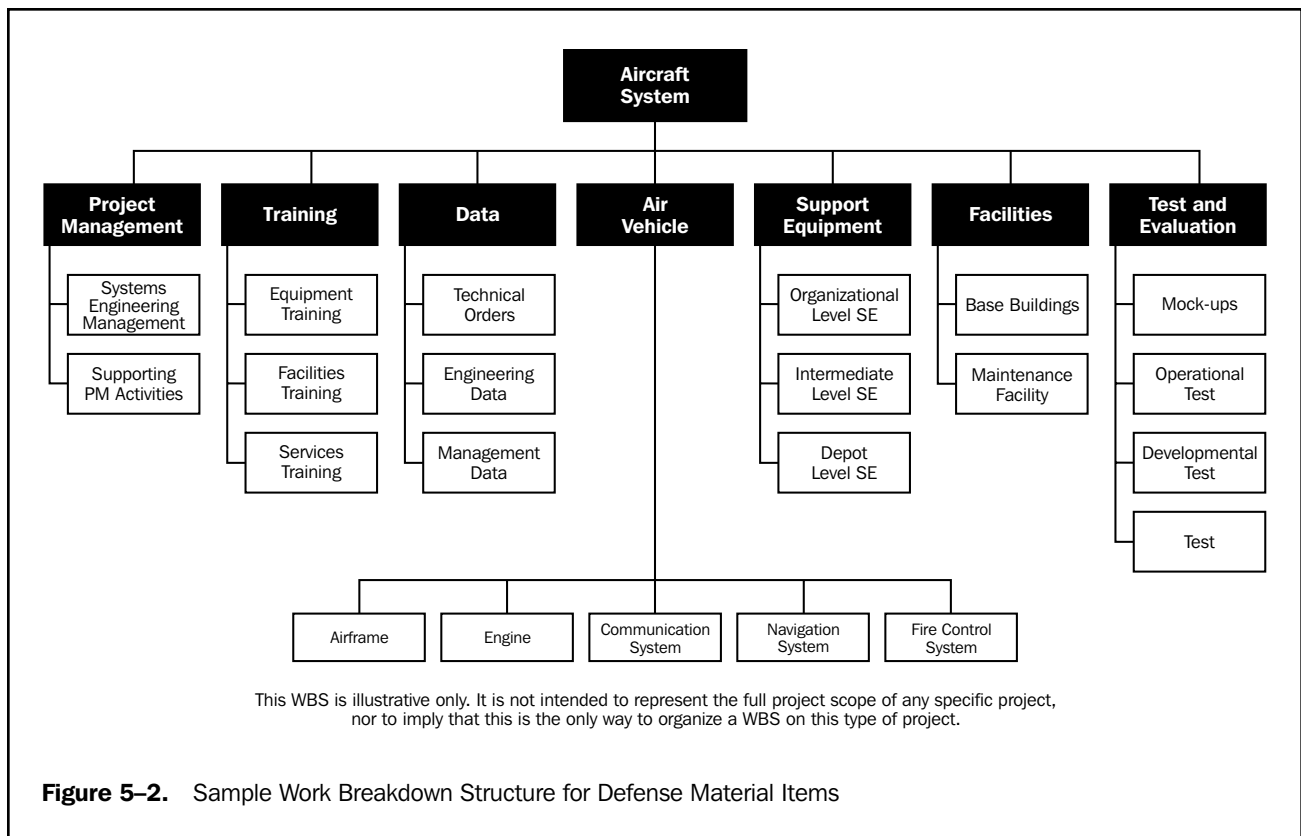 Aircraft
System
Project
Management
Training
Data
Air
Vehicle
Support
Equipment
Facilities
Test and
Evaluation
Systems
Engineering
Management
Supporting
PM Activities
Equipment
Training
Facilities
Training
Services
Training
Technical
Orders
Engineering
Data
Management
Data
Organizational
Level SE
Intermediate
Level SE
Depot
Level SE
Base Buildings
Maintenance
Facility
Mock-ups
Operational
Test
Developmental
Test
Test
Airframe
Engine
Communication
System
Navigation
System
Fire Control
System
This WBS is illustrative only. It is not intended to represent the full project scope of any specific project,
nor to imply that this is the only way to organize a WBS on this type of project.
Figure 5–2. Sample Work Breakdown Structure for Defense Material Items